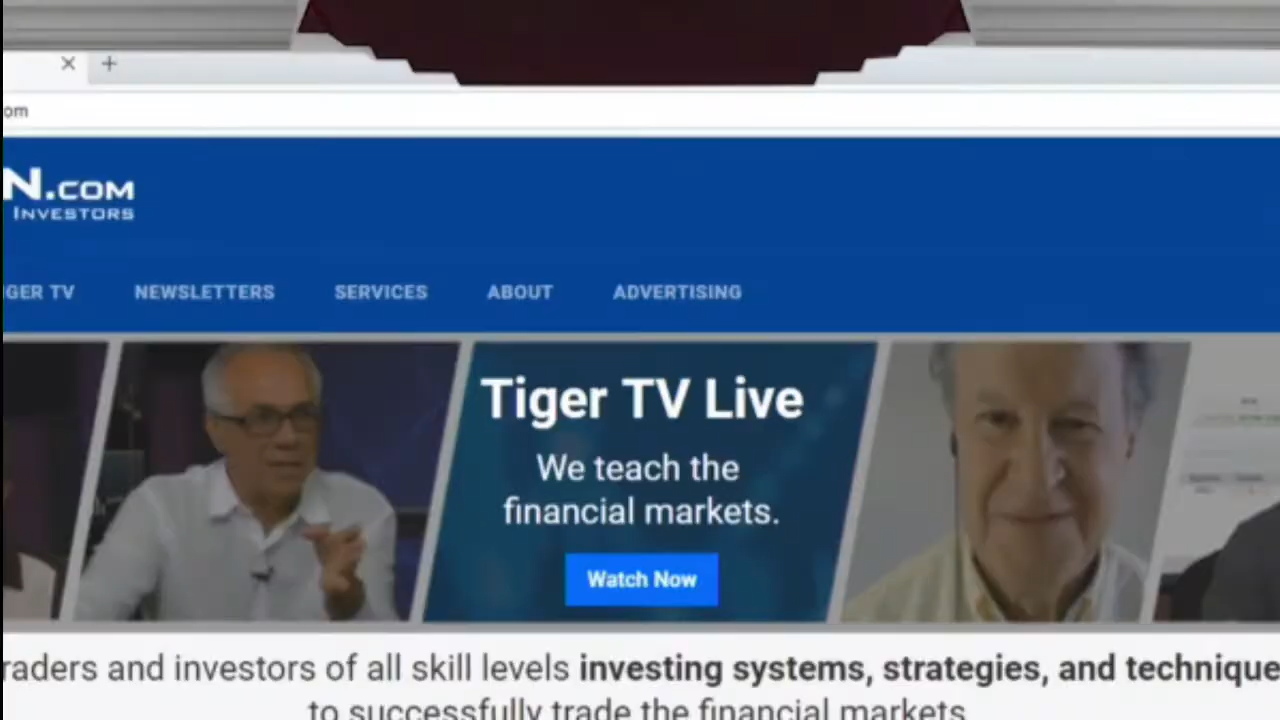 om
N.COM
INVESTORS
IGER TV NEWSLETTERS SERVICES ABOUT ADVERTISING
Tiger TV Live
We teach the
financial markets.
Watch Now
raders and investors of all skill levels investing systems, strategies, and technique
to successfully trade the financial markets